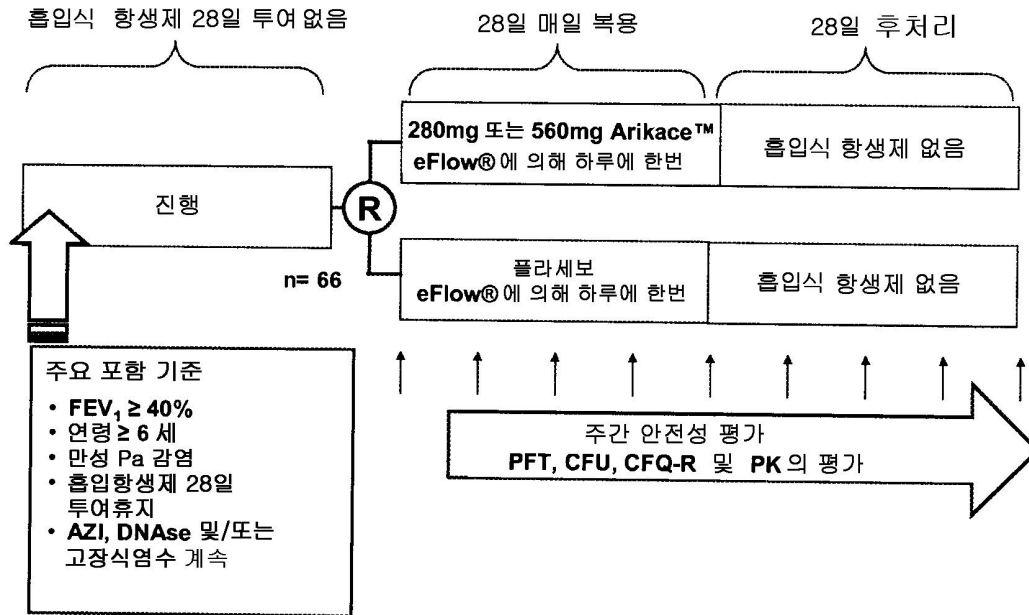 흡입식 항생제 28일 투여 없음
28일 매일 복용
28일 후처리
280mg 또는 560mg Arikace™
eFlow®에 의해 하루에 한번
흡입식 항생제 없음
진행
R
n= 66
플라세보
eFlow®에 의해 하루에 한번
흡입식 항생제 없음
주요 포함 기준
• FEV₁ ≥ 40%
• 연령 ≥ 6 세
• 만성 Pa 감염
• 흡입항생제 28일
투여휴지
• AZI, DNAse 및/또는
고장식염수 계속
주간 안전성 평가
PFT, CFU, CFQ-R 및 PK의 평가